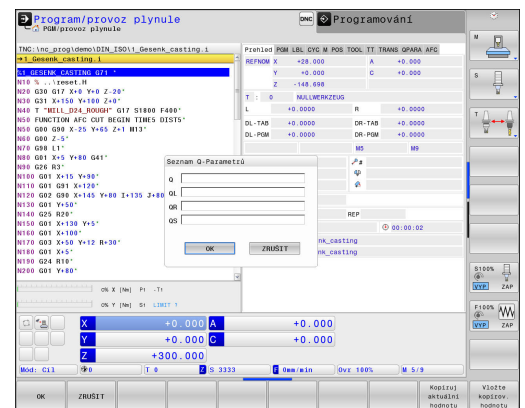 Program/provoz plynule
PGM/provoz plynule
DNC
Programování
TNC:\nc_prog\demo\DIN_ISO\1_Gesenk_casting.i
→1_Gesenk_casting.i
%1_GESENK_CASTING G71 *
N10 % ..\reset.H
N20 G30 G17 X+0 Y+0 Z-20*
N30 G31 X+150 Y+100 Z+0*
N40 T "MILL_D24_ROUGH" G17 S1800 F400*
N50 FUNCTION AFC CUT BEGIN TIME8 DIST5*
N50 G00 G90 X-25 Y+65 Z+1 M13*
N60 G00 Z-5*
N70 G98 L1*
N80 G01 X+5 Y+80 G41*
N90 G26 R3*
N100 G01 X+15 Y+90*
N110 G01 G91 X+120*
N120 G02 G90 X+145 Y+80 I+135 J+80
N130 G01 Y+50*
N140 G25 R20*
N150 G01 X+130 Y+5*
N160 G01 X+100*
N170 G03 X+50 Y+12 R+30*
N180 G01 X+5*
N190 G24 R10*
N200 G01 Y+80*
Přehled PGM LBL CYC M POS TOOL TT TRANS QPARA AFC
REFNOM X +28.000 A +0.000
Y +0.000 C +0.000
Z -148.698
T : 0 NULLWERKZEUG
L +0.0000 R +0.0000
DL-TAB +0.0000 DR-TAB +0.0000
DL-PGM +0.0000 DR-PGM +0.0000
M5 M9
REP
00:00:02
nk_casting
nk_casting
Seznam Q-Parametrů
Q
QL
QR
QS
OK ZRUŠIT
0% X [Nm] P1 -T1
0% Y [Nm] S1 LIMIT 1
X +0.000 A +0.000
Y +0.000 C +0.000
Z +300.000
Mód: Cíl 0 T 0 Z S 3333 F 0mm/min Ovr 100% M 5/9
M
S
T
S100%
VYP ZAP
F100%
VYP ZAP
OK
ZRUŠIT
Kopíruj aktuální hodnotu
Vložte kopírov. hodnotu